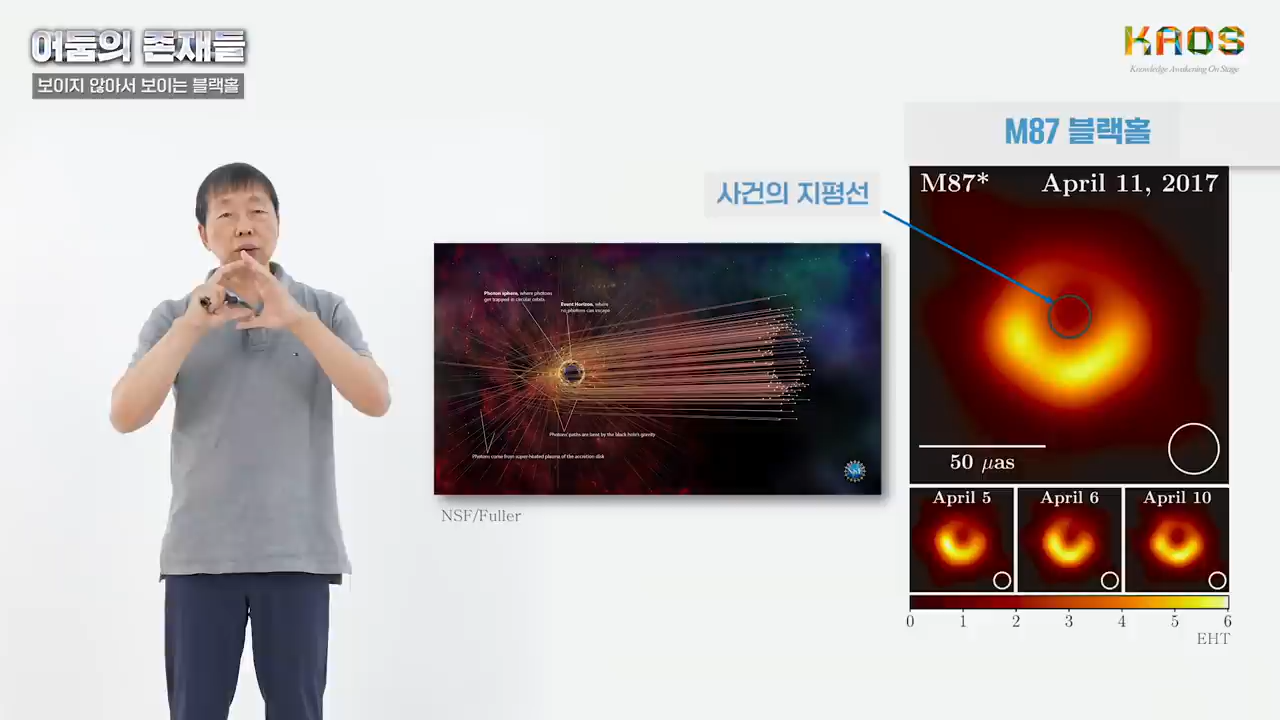 여둠의 존재들
보이지 않아서 보이는 블랙홀
KAOS
Knowledge Awakening On Stage
M87 블랙홀
사건의 지평선
M87* April 11, 2017
Photon sphere, where photons
get trapped in circular orbits
Event Horizon, where
no photons can escape
Photons' paths are bent by the black hole's gravity
Photons come from super-heated plasma of the accretion disk
NSF
NSF/Fuller
50 μas
April 5 April 6 April 10
0 1 2 3 4 5 6
EHT